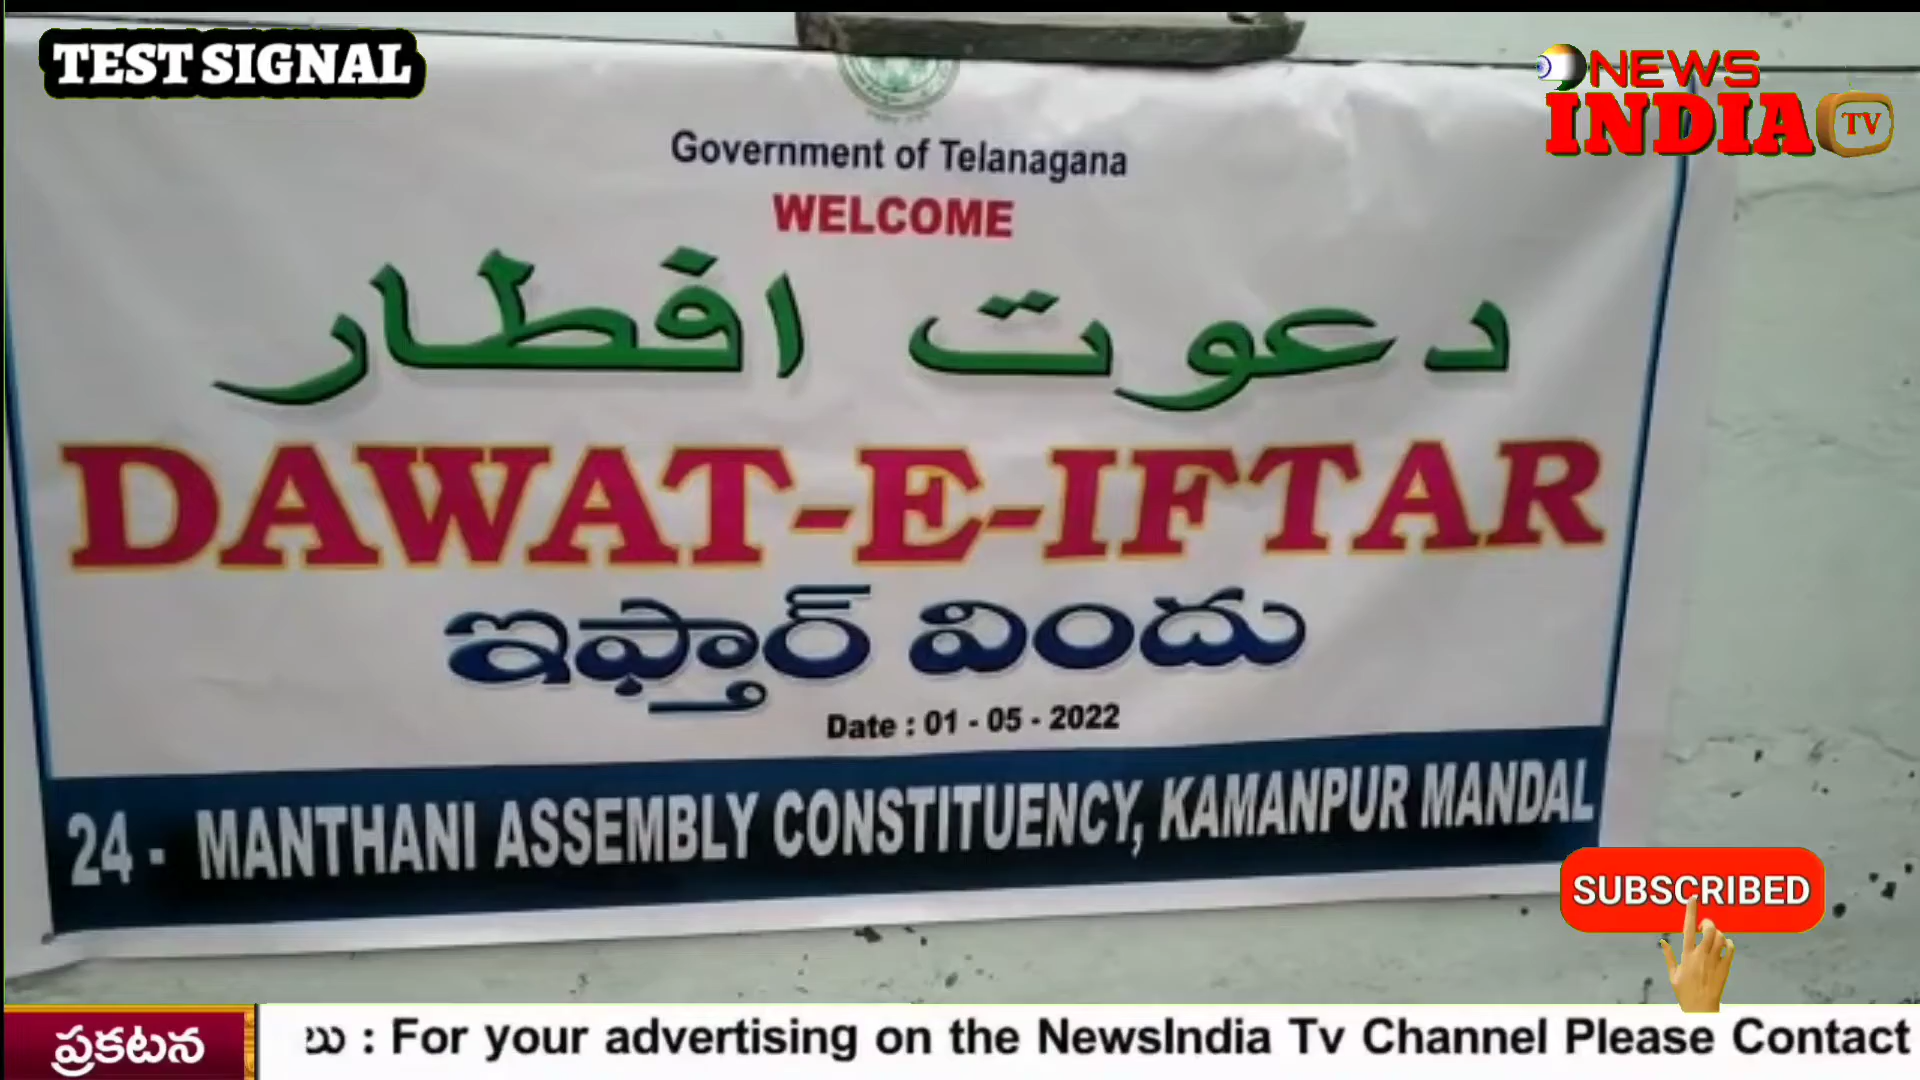 TEST SIGNAL
NEWS
INDIA TV
Government of Telanagana
WELCOME
دعوت افطار
DAWAT-E-IFTAR
ఇఫ్తార్ విందు
Date : 01 - 05 - 2022
24 - MANTHANI ASSEMBLY CONSTITUENCY, KAMANPUR MANDAL
SUBSCRIBED
ప్రకటన
లు : For your advertising on the NewsIndia Tv Channel Please Contact